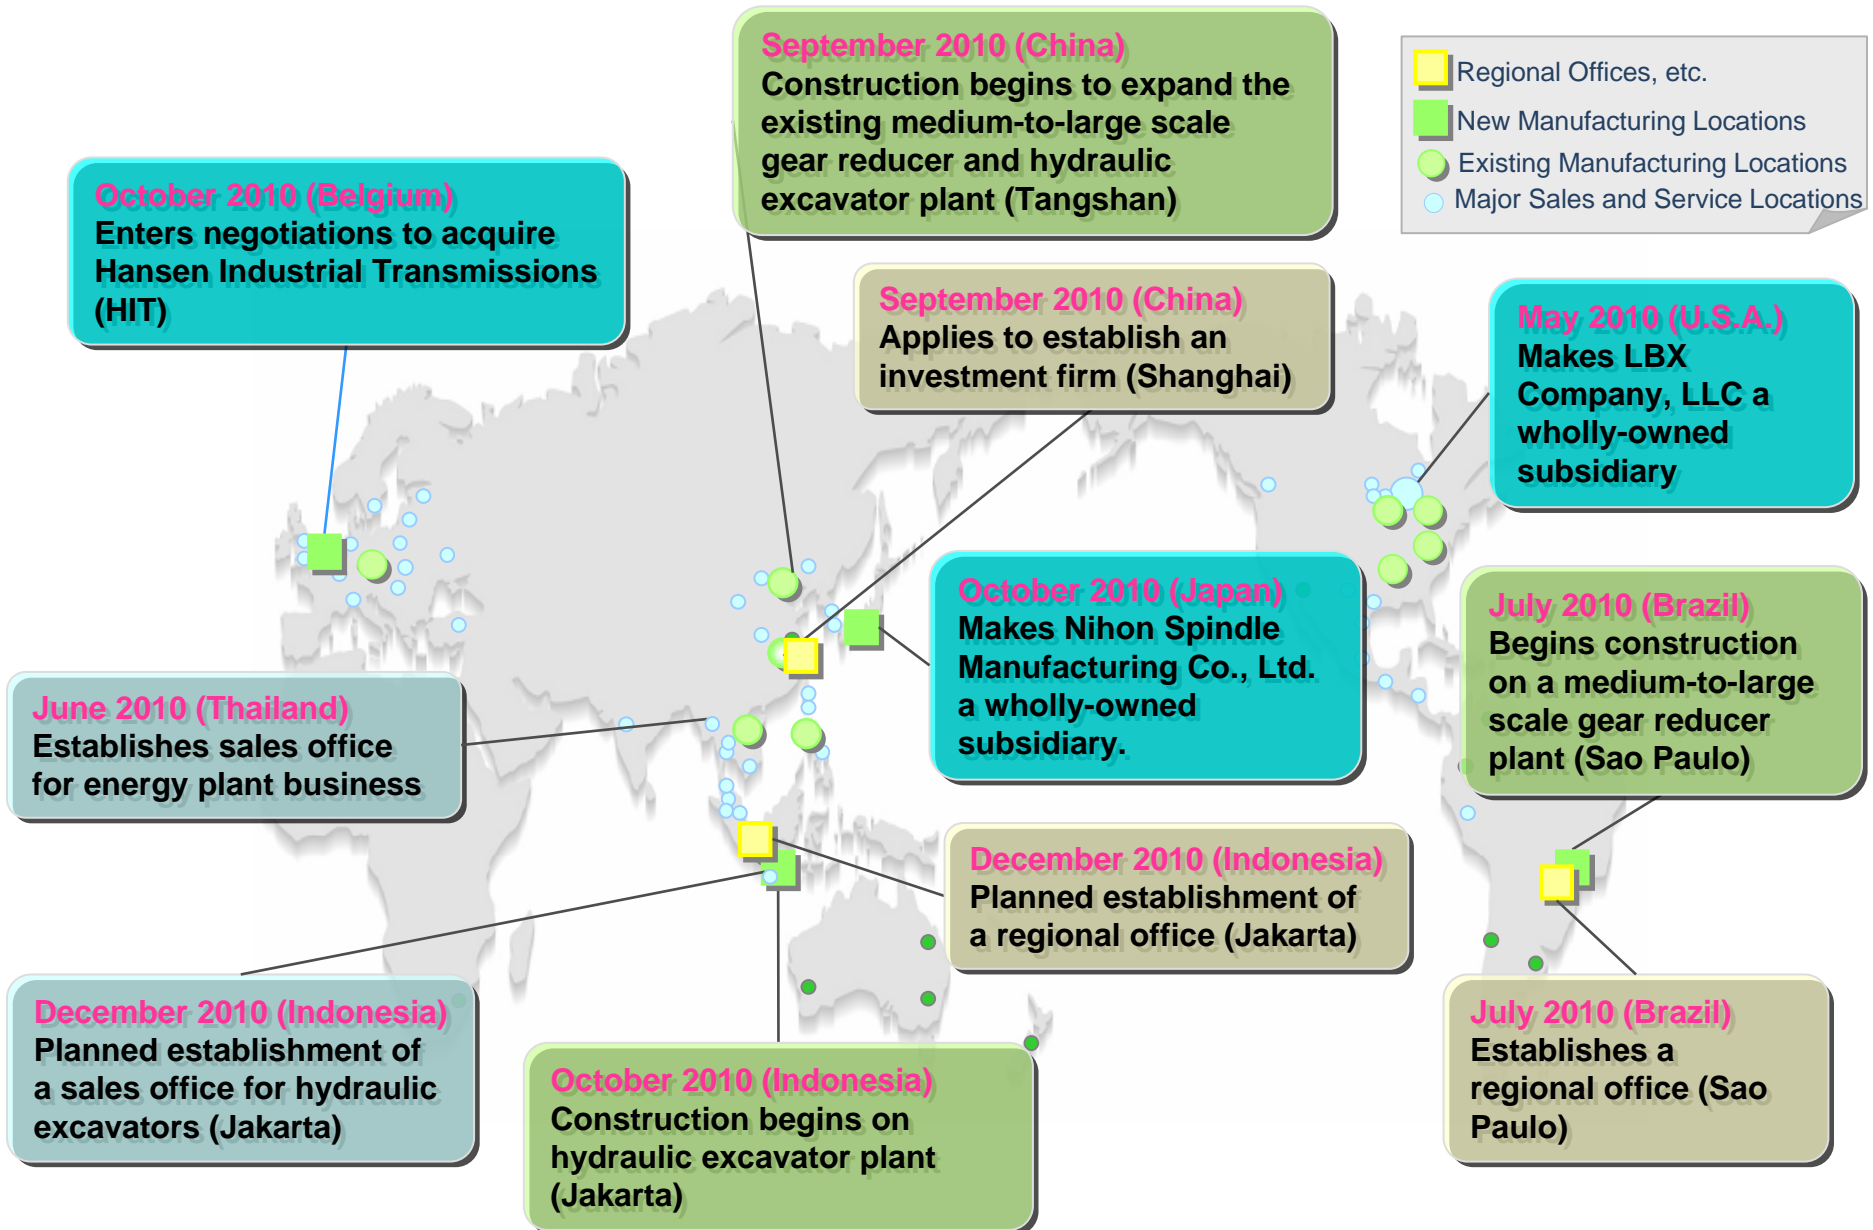 September 2010 (China)
Construction begins to expand the
existing medium-to-large scale
gear reducer and hydraulic
excavator plant (Tangshan)
Regional Offices, etc.
New Manufacturing Locations
Existing Manufacturing Locations
Major Sales and Service Locations
October 2010 (Belgium)
Enters negotiations to acquire
Hansen Industrial Transmissions
(HIT)
September 2010 (China)
Applies to establish an
investment firm (Shanghai)
May 2010 (U.S.A.)
Makes LBX
Company, LLC a
wholly-owned
subsidiary
October 2010 (Japan)
Makes Nihon Spindle
Manufacturing Co., Ltd.
a wholly-owned
subsidiary.
July 2010 (Brazil)
Begins construction
on a medium-to-large
scale gear reducer
plant (Sao Paulo)
June 2010 (Thailand)
Establishes sales office
for energy plant business
December 2010 (Indonesia)
Planned establishment of
a regional office (Jakarta)
December 2010 (Indonesia)
Planned establishment of
a sales office for hydraulic
excavators (Jakarta)
October 2010 (Indonesia)
Construction begins on
hydraulic excavator plant
(Jakarta)
July 2010 (Brazil)
Establishes a
regional office (Sao
Paulo)